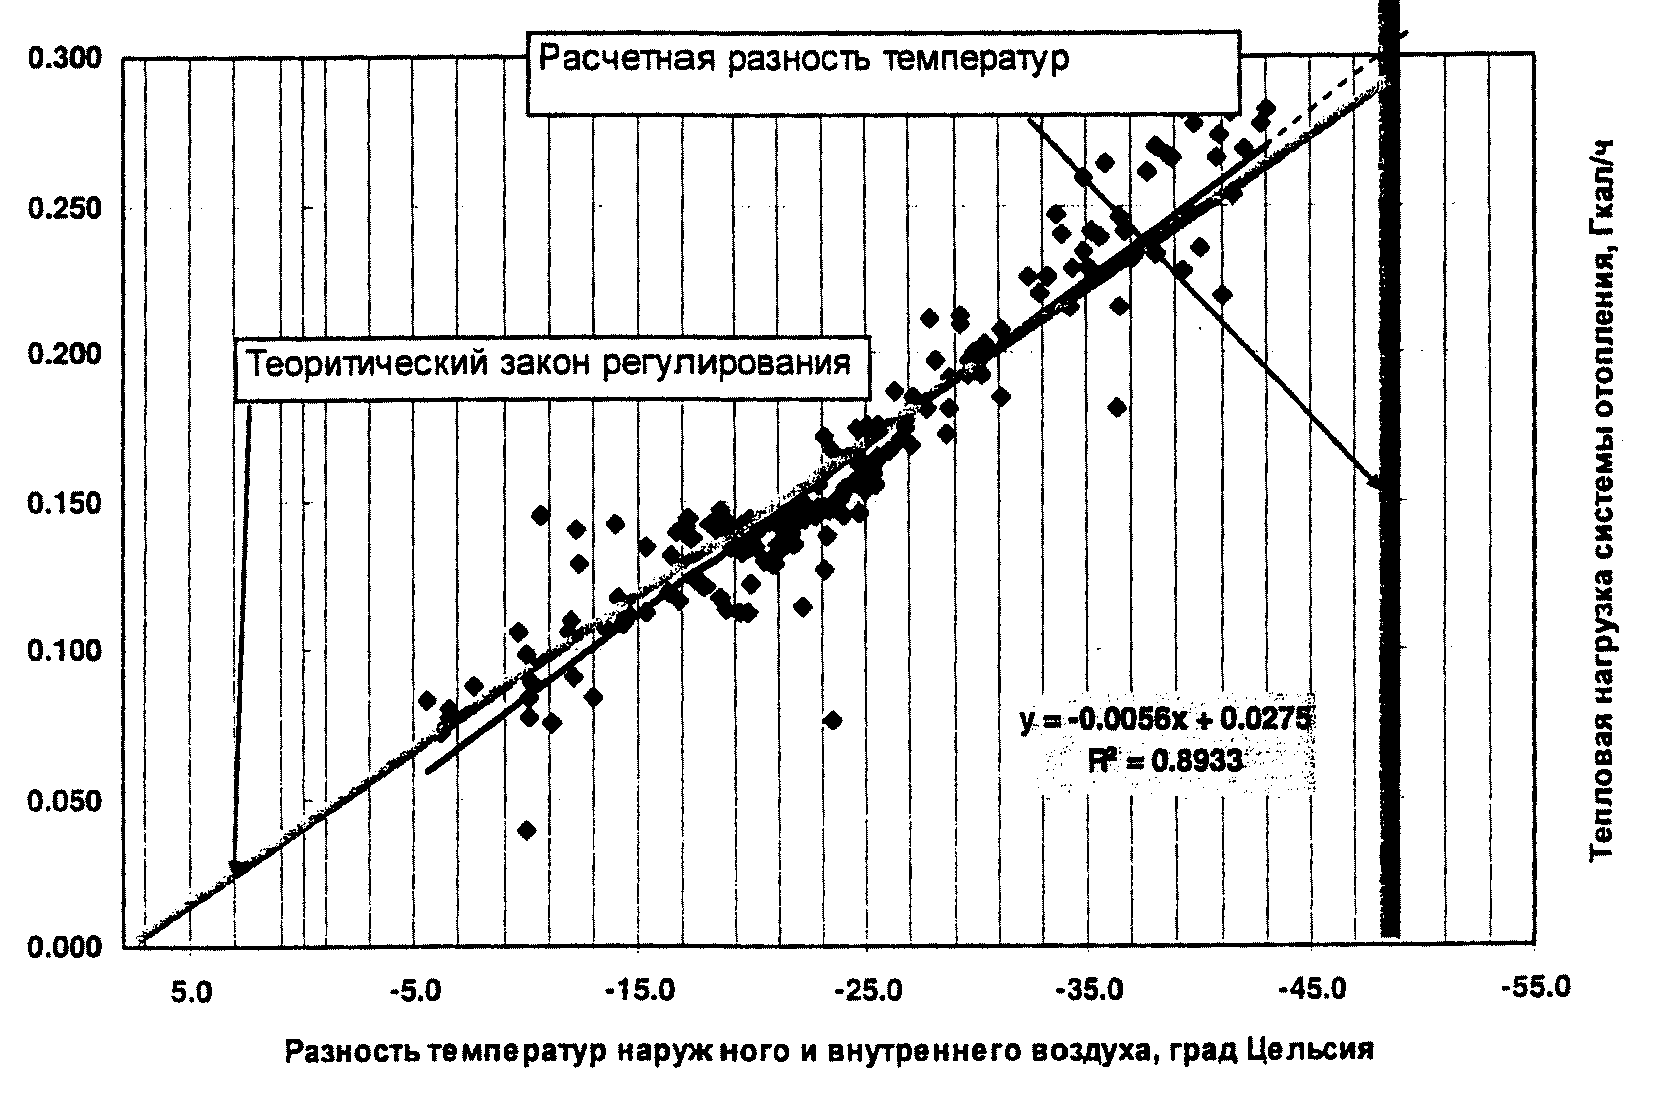 Расчетная разность температур
0.300
0.250
0.200
0.150
0.100
0.050
0.000
Теоритический закон регулирования
y = -0.0056x + 0.0275
R² = 0.8933
5.0 -5.0 -15.0 -25.0 -35.0 -45.0 -55.0
Разность температур наружного и внутреннего воздуха, град Цельсия
Тепловая нагрузка системы отопления, Гкал/ч